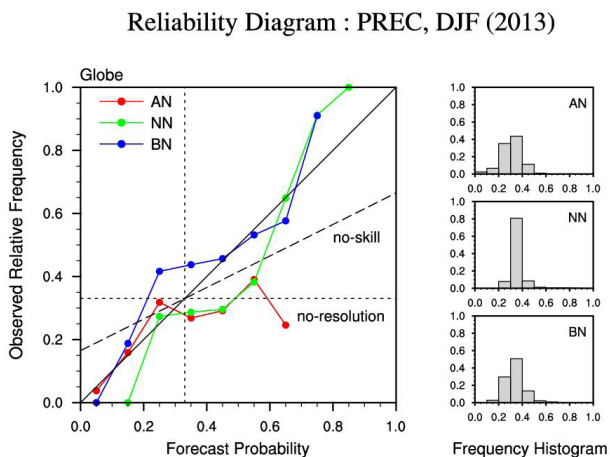 Reliability Diagram : PREC, DJF (2013)
Globe
1.0
0.8
0.6
0.4
0.2
0.0
0.0 0.2 0.4 0.6 0.8 1.0
Observed Relative Frequency
Forecast Probability
AN
NN
BN
no-skill
no-resolution
AN
1.0
0.8
0.6
0.4
0.2
0.0
0.0 0.2 0.4 0.6 0.8 1.0
NN
1.0
0.8
0.6
0.4
0.2
0.0
0.0 0.2 0.4 0.6 0.8 1.0
BN
1.0
0.8
0.6
0.4
0.2
0.0
0.0 0.2 0.4 0.6 0.8 1.0
Frequency Histogram